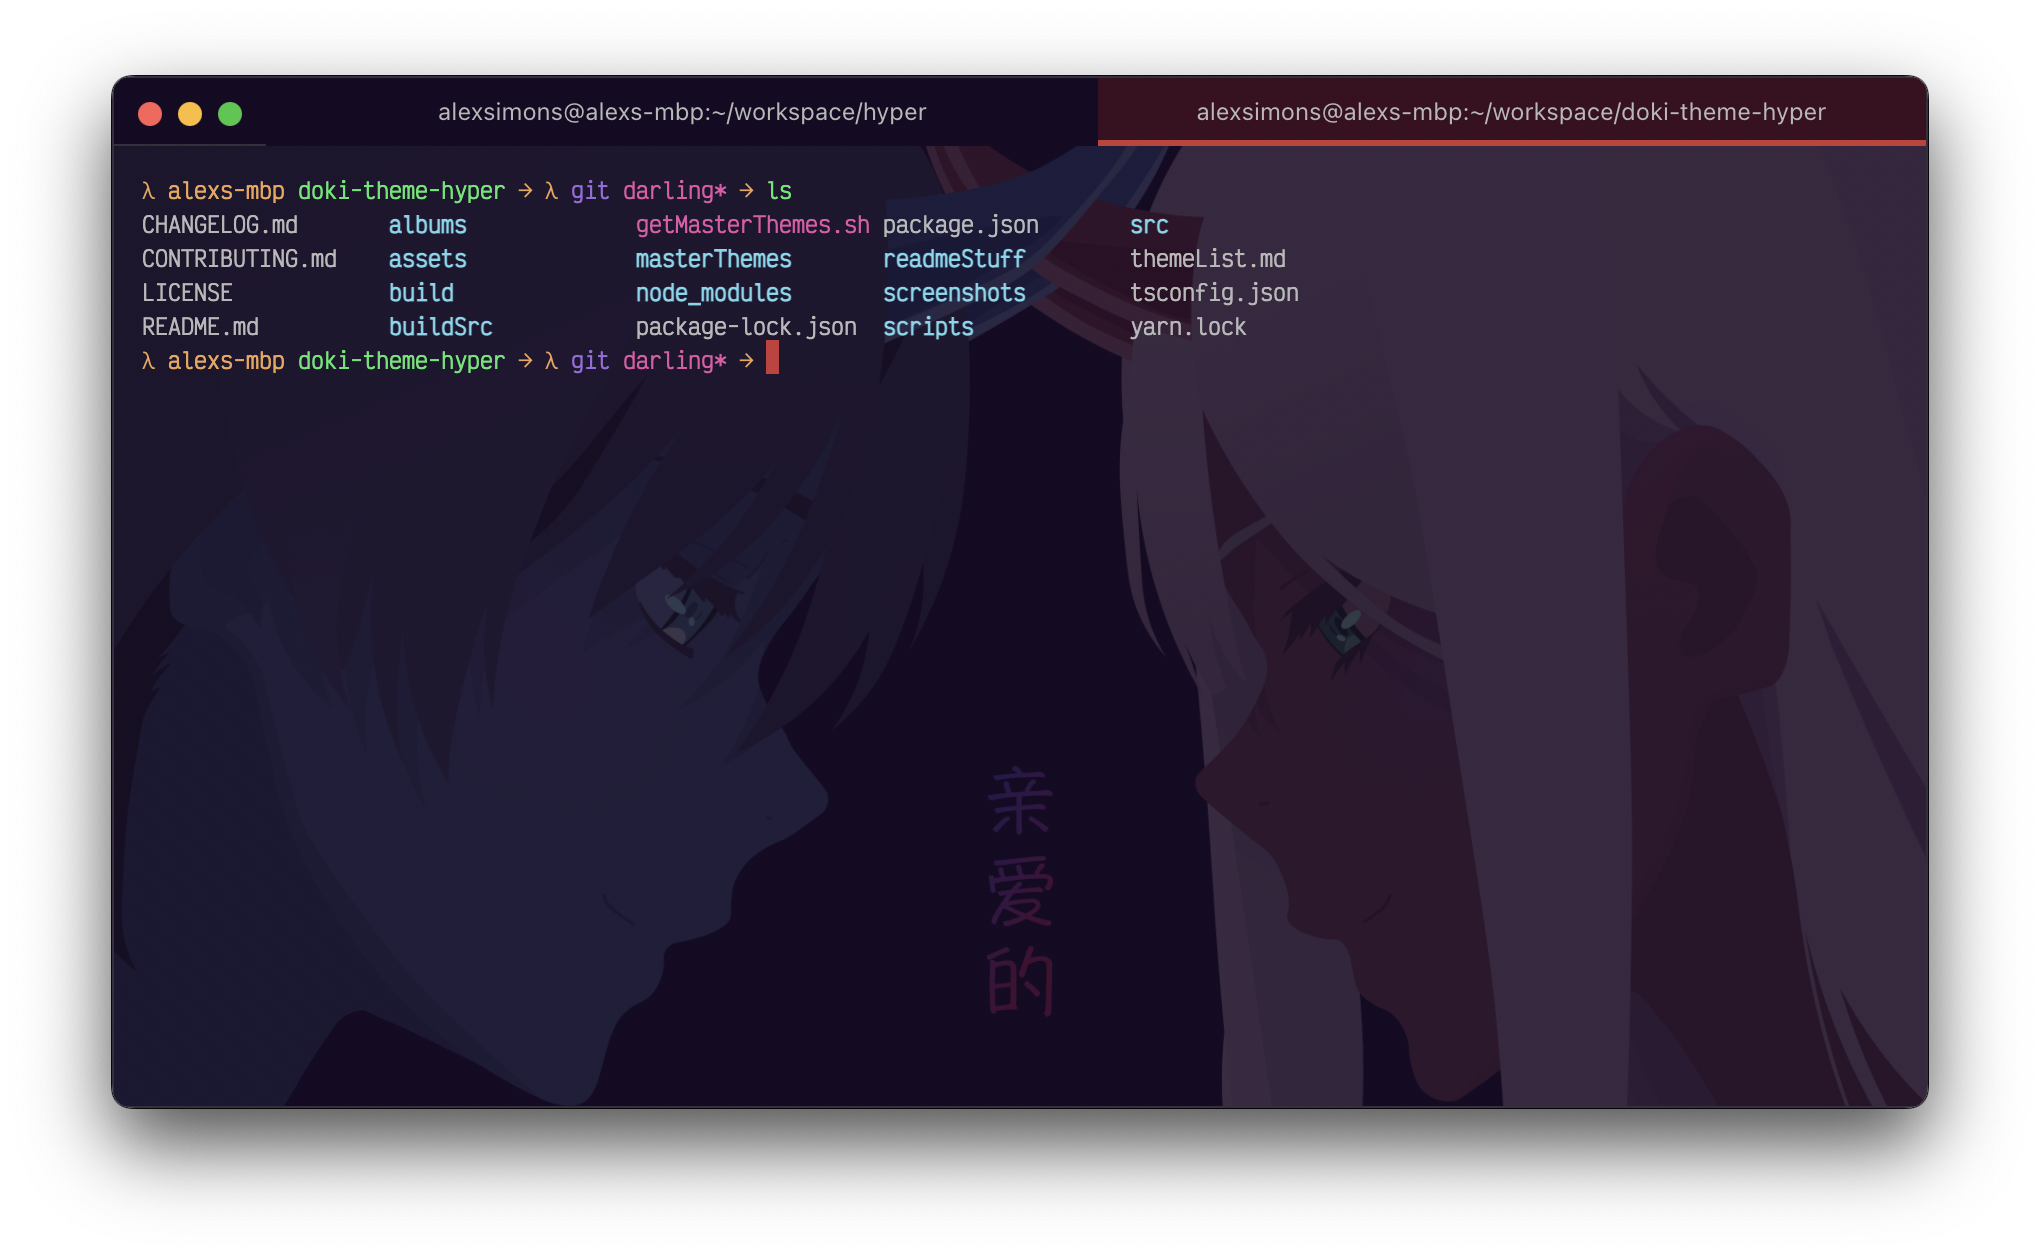 alexsimons@alexs-mbp:~/workspace/hyper
alexsimons@alexs-mbp:~/workspace/doki-theme-hyper
λ alexs-mbp doki-theme-hyper → λ git darling* → ls
CHANGELOG.md albums getMasterThemes.sh package.json src
CONTRIBUTING.md assets masterThemes readmeStuff themeList.md
LICENSE build node_modules screenshots tsconfig.json
README.md buildSrc package-lock.json scripts yarn.lock
λ alexs-mbp doki-theme-hyper → λ git darling* →
亲爱的